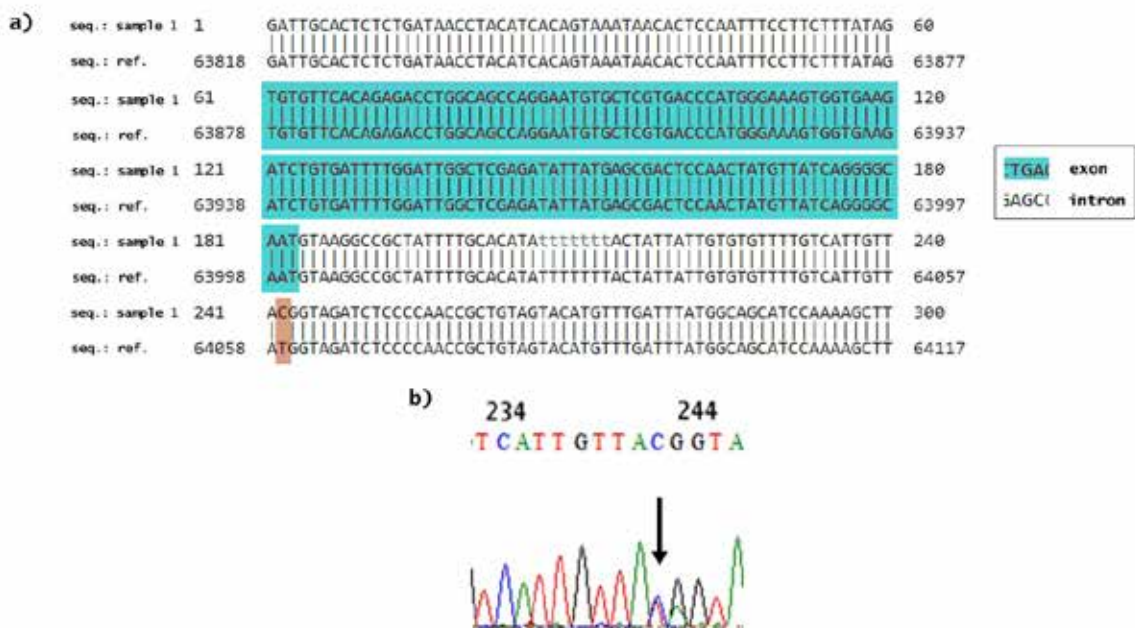 a)
seq.: sample 1 1 GATTGCACTCTCTGATAACCTACATCACAGTAAATAACACTCCAATTTCCTTCTTTATAG 60
seq.: ref. 63818 GATTGCACTCTCTGATAACCTACATCACAGTAAATAACACTCCAATTTCCTTCTTTATAG 63877
seq.: sample 1 61 TGTGTTCACAGAGACCTGGCAGCCAGGAATGTGCTCGTGACCCATGGGAAAGTGGTGAAG 120
seq.: ref. 63878 TGTGTTCACAGAGACCTGGCAGCCAGGAATGTGCTCGTGACCCATGGGAAAGTGGTGAAG 63937
seq.: sample 1 121 ATCTGTGATTTTGGATTGGCTCGAGATATTATGAGCGACTCCAACTATGTTATCAGGGGC 180
seq.: ref. 63938 ATCTGTGATTTTGGATTGGCTCGAGATATTATGAGCGACTCCAACTATGTTATCAGGGGC 63997
seq.: sample 1 181 AATGTAAGGCCGCTATTTTGCACATAttttttttACTATTATTGTGTGTTTTGTCATTGTT 240
seq.: ref. 63998 AATGTAAGGCCGCTATTTTGCACATATTTTTTTACTATTATTGTGTGTTTTGTCATTGTT 64057
seq.: sample 1 241 ACGGTAGATCTCCCCAACCGCTGTAGTACATGTTTGATTTATGGCAGCATCCAAAAGCTT 300
seq.: ref. 64058 ATGGTAGATCTCCCCAACCGCTGTAGTACATGTTTGATTTATGGCAGCATCCAAAAGCTT 64117
CTGAC exon
GAGCC intron
b)
234 244
TCATTGTTACGGTA